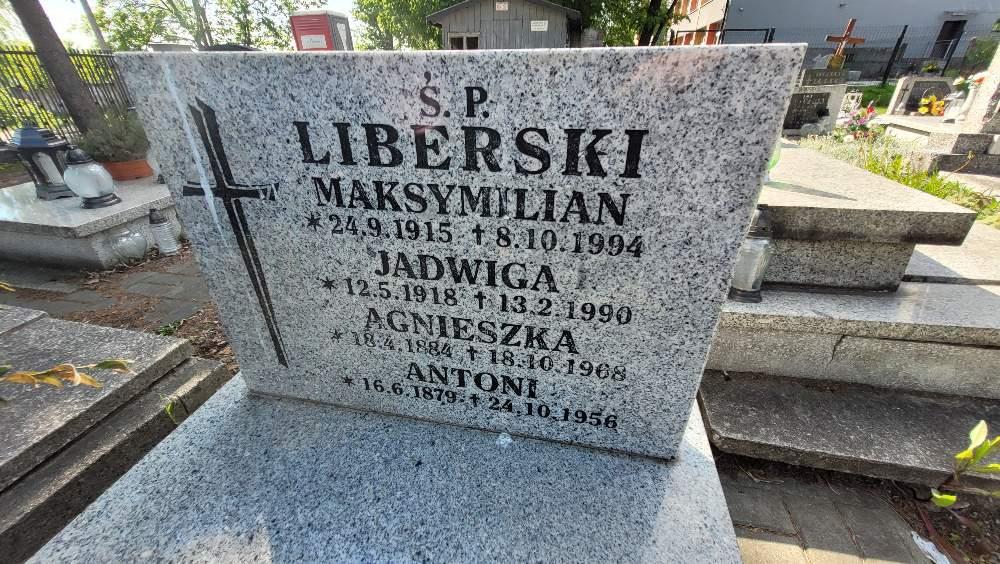 Ś. P.
LIBERSKI
MAKSYMILIAN
* 24.9.1915 ✝ 8.10.1994
JADWIGA
* 12.5.1918 ✝ 13.2.1990
AGNIESZKA
* 18.4.1884 ✝ 18.10.1968
ANTONI
* 16.6.1879 ✝ 24.10.1956